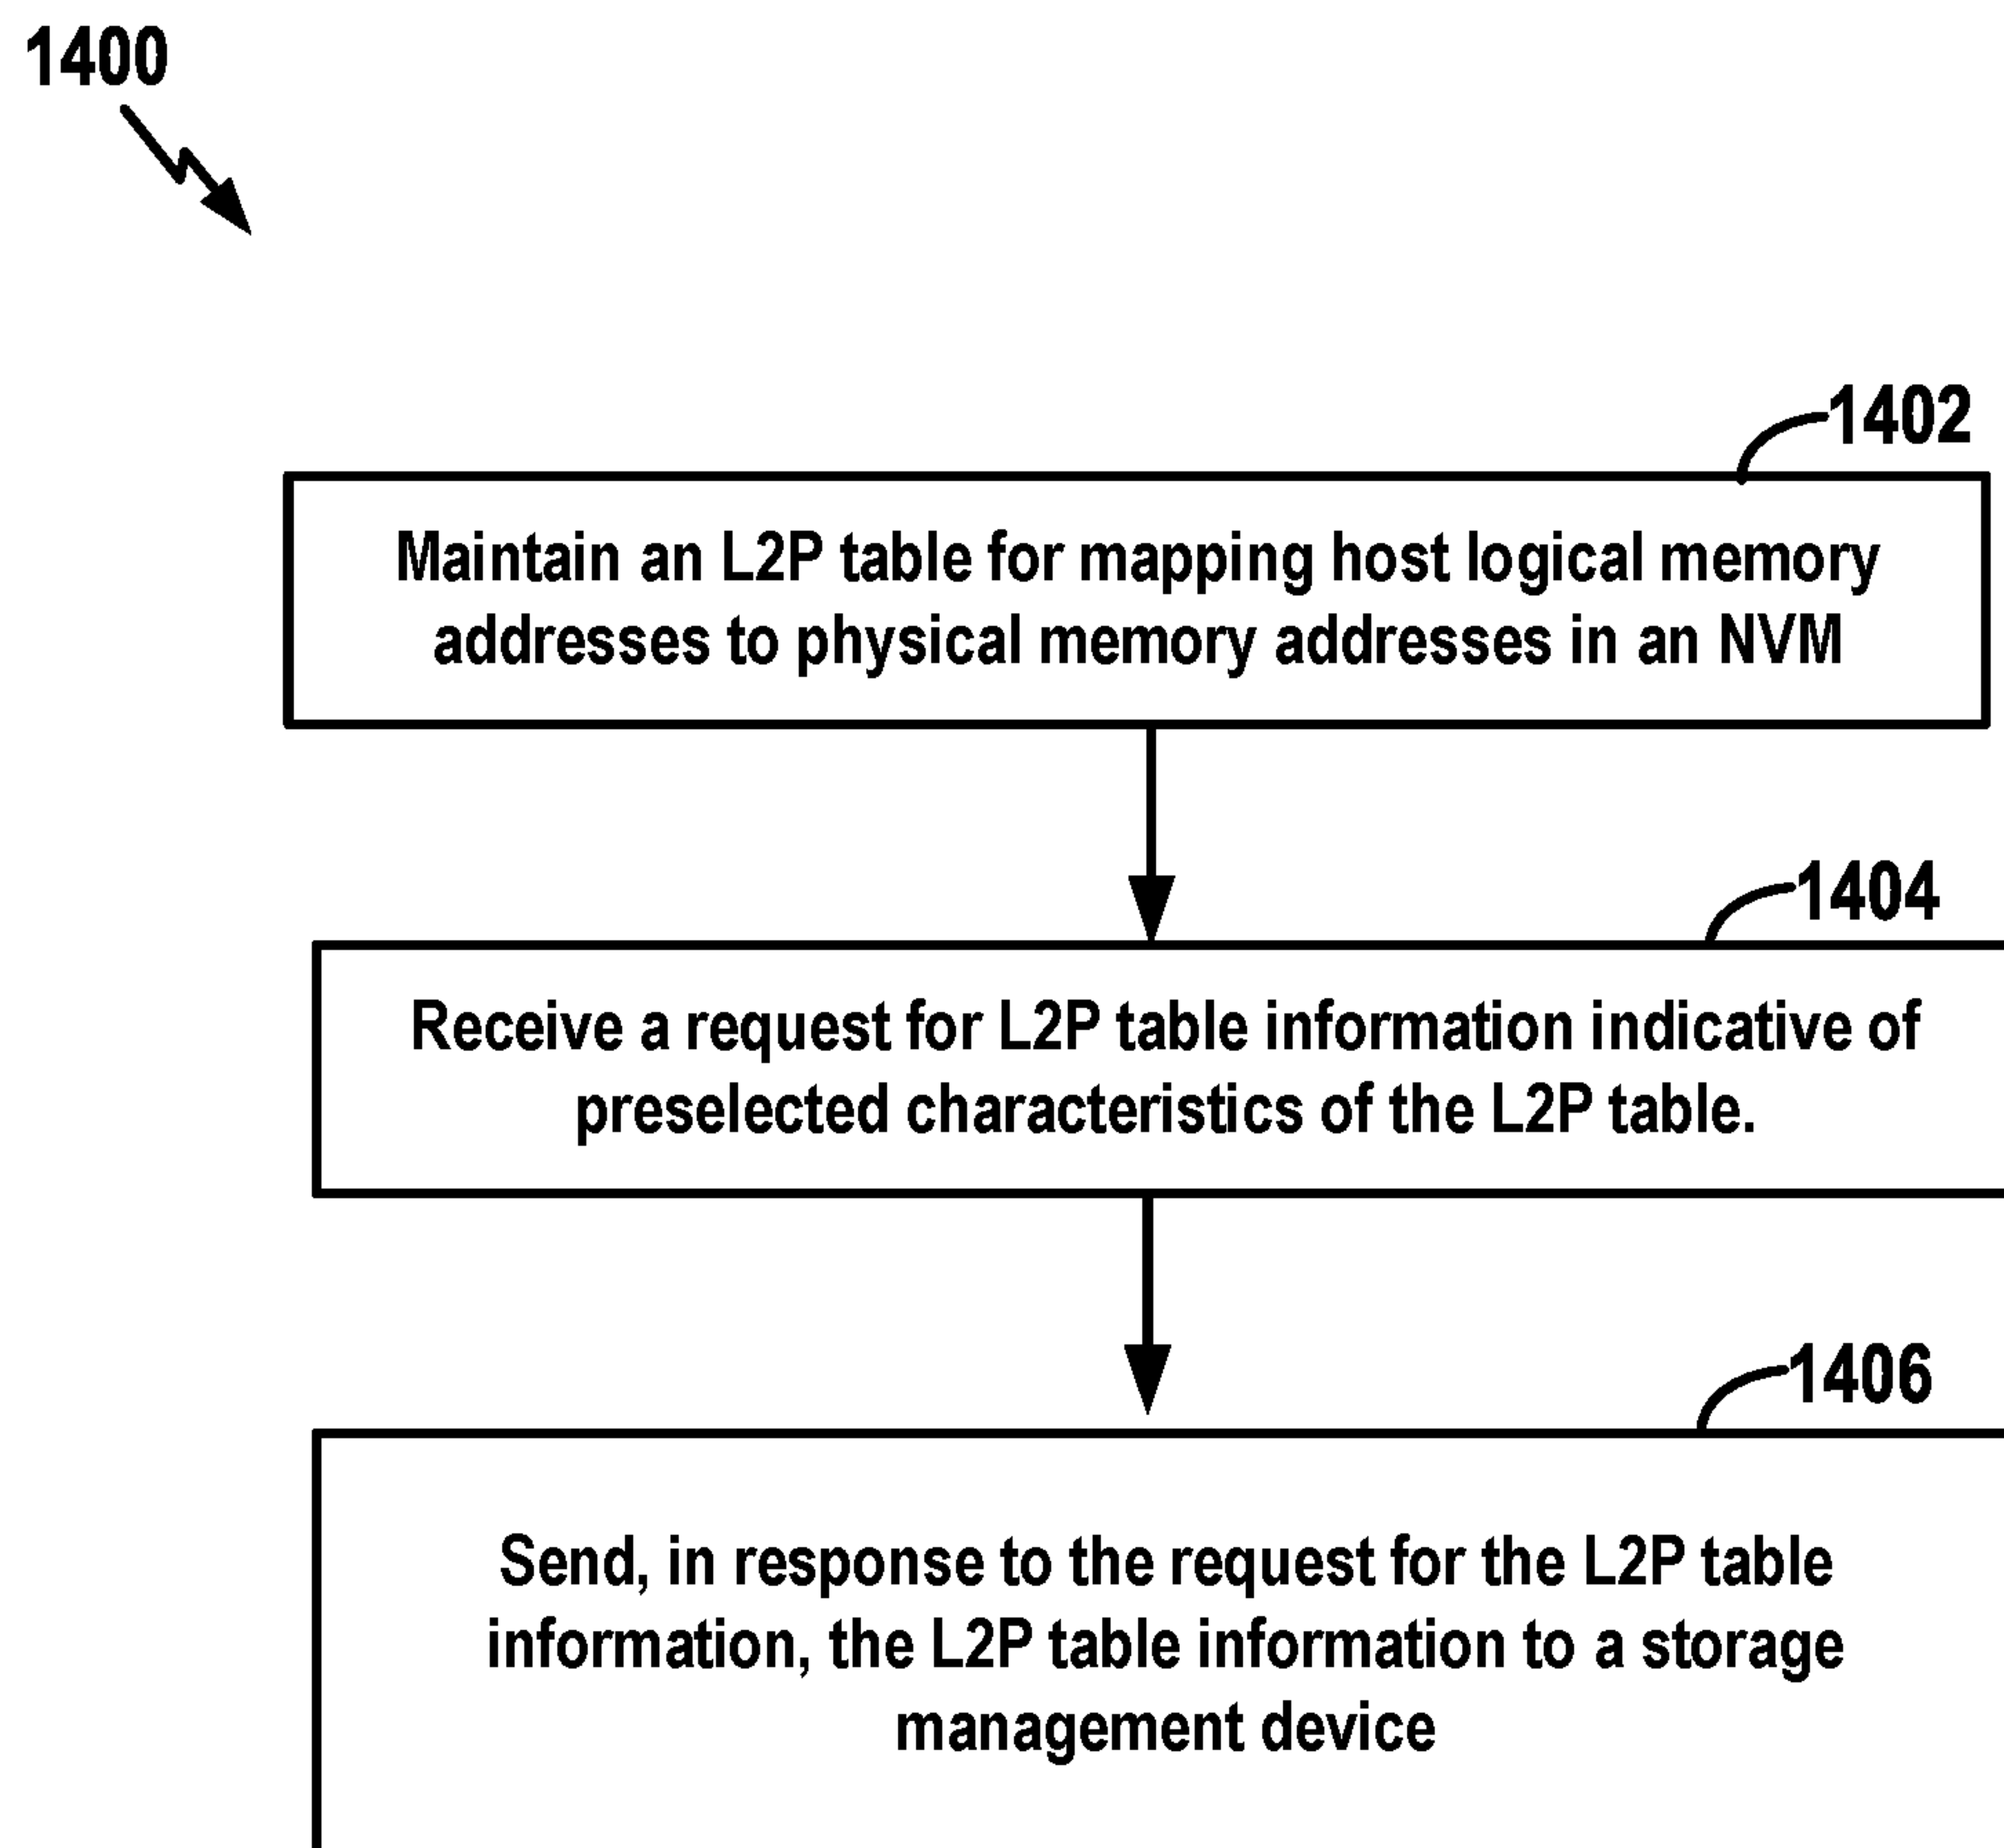 1400
1402
Maintain an L2P table for mapping host logical memory
addresses to physical memory addresses in an NVM
1404
Receive a request for L2P table information indicative of
preselected characteristics of the L2P table.
1406
Send, in response to the request for the L2P table
information, the L2P table information to a storage
management device